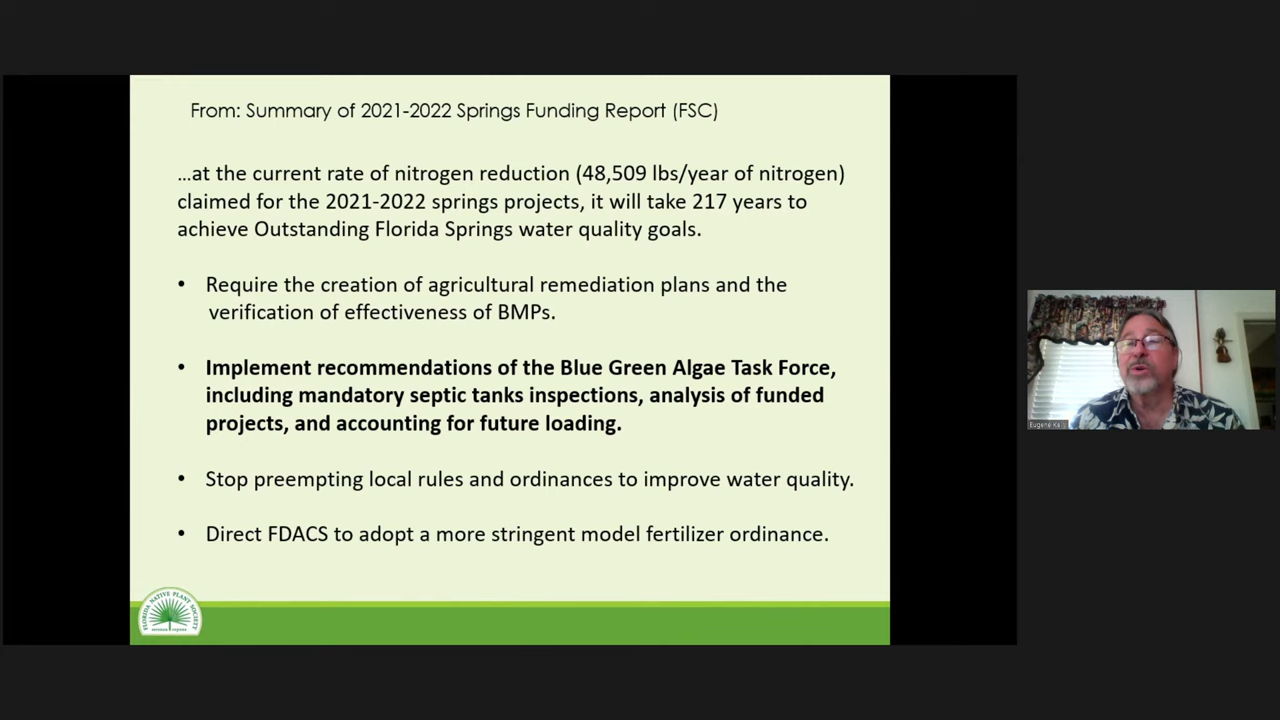 From: Summary of 2021-2022 Springs Funding Report (FSC)
...at the current rate of nitrogen reduction (48,509 lbs/year of nitrogen)
claimed for the 2021-2022 springs projects, it will take 217 years to
achieve Outstanding Florida Springs water quality goals.
• Require the creation of agricultural remediation plans and the
verification of effectiveness of BMPs.
• Implement recommendations of the Blue Green Algae Task Force,
including mandatory septic tanks inspections, analysis of funded
projects, and accounting for future loading.
• Stop preempting local rules and ordinances to improve water quality.
• Direct FDACS to adopt a more stringent model fertilizer ordinance.
FLORIDA NATIVE PLANT SOCIETY
Eugene